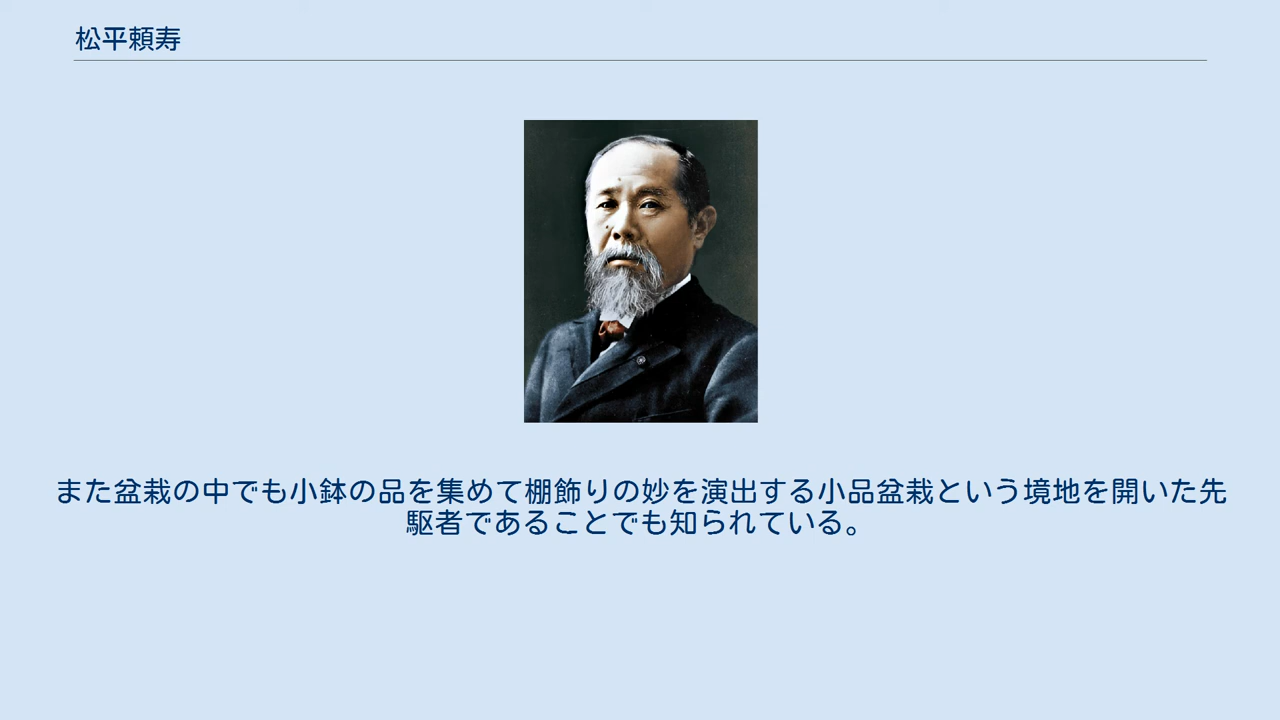 松平頼寿
また盆栽の中でも小鉢の品を集めて棚飾りの妙を演出する小品盆栽という境地を開いた先
駆者であることでも知られている。